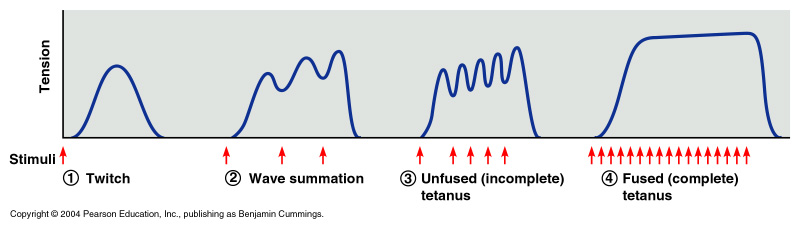 Tension
Stimuli
① Twitch
② Wave summation
③ Unfused (incomplete)
tetanus
④ Fused (complete)
tetanus
Copyright © 2004 Pearson Education, Inc., publishing as Benjamin Cummings.